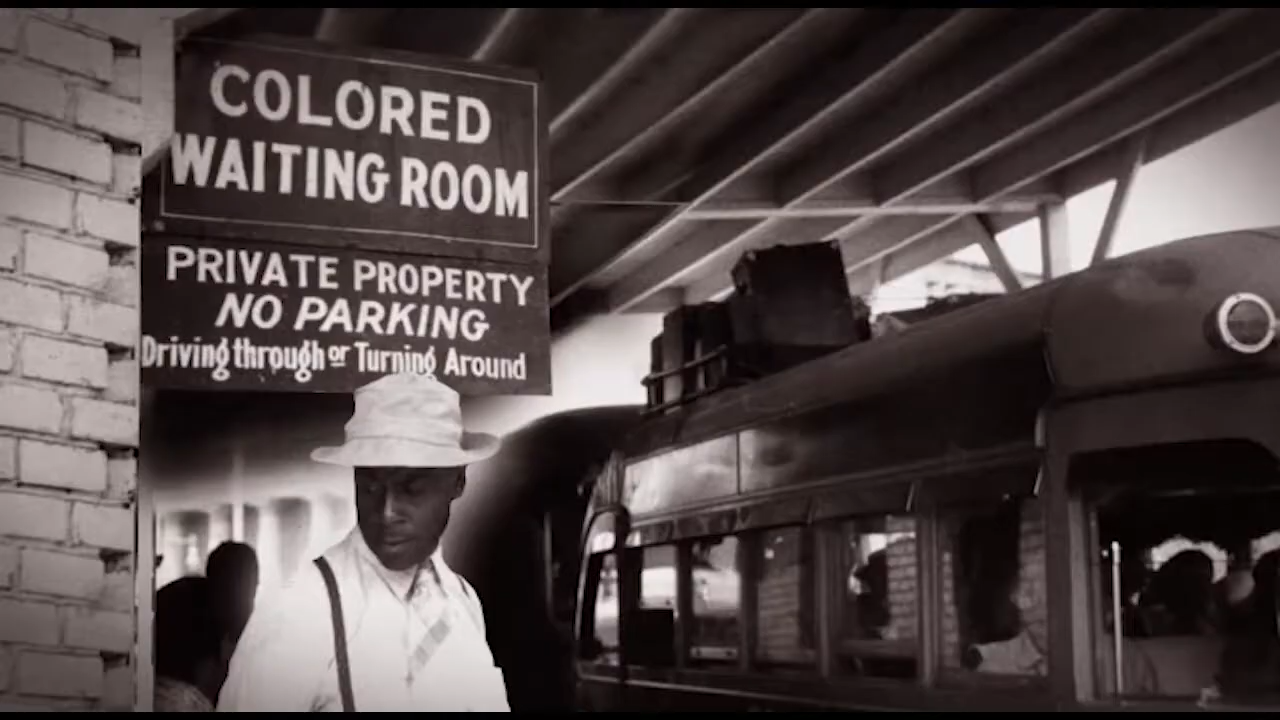 COLORED
WAITING ROOM
PRIVATE PROPERTY
NO PARKING
Driving through or Turning Around